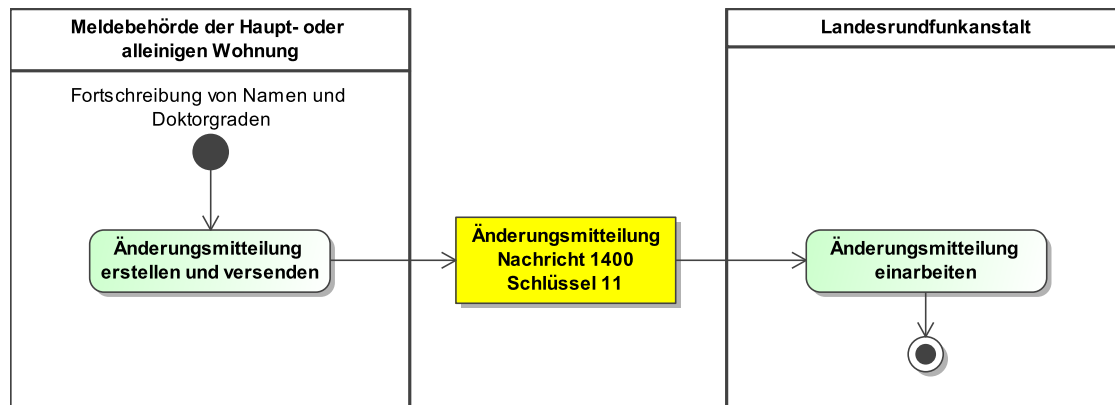 Meldebehörde der Haupt- oder
alleinigen Wohnung
Landesrundfunkanstalt
Fortschreibung von Namen und
Doktorgraden
Änderungsmitteilung
erstellen und versenden
Änderungsmitteilung
Nachricht 1400
Schlüssel 11
Änderungsmitteilung
einarbeiten